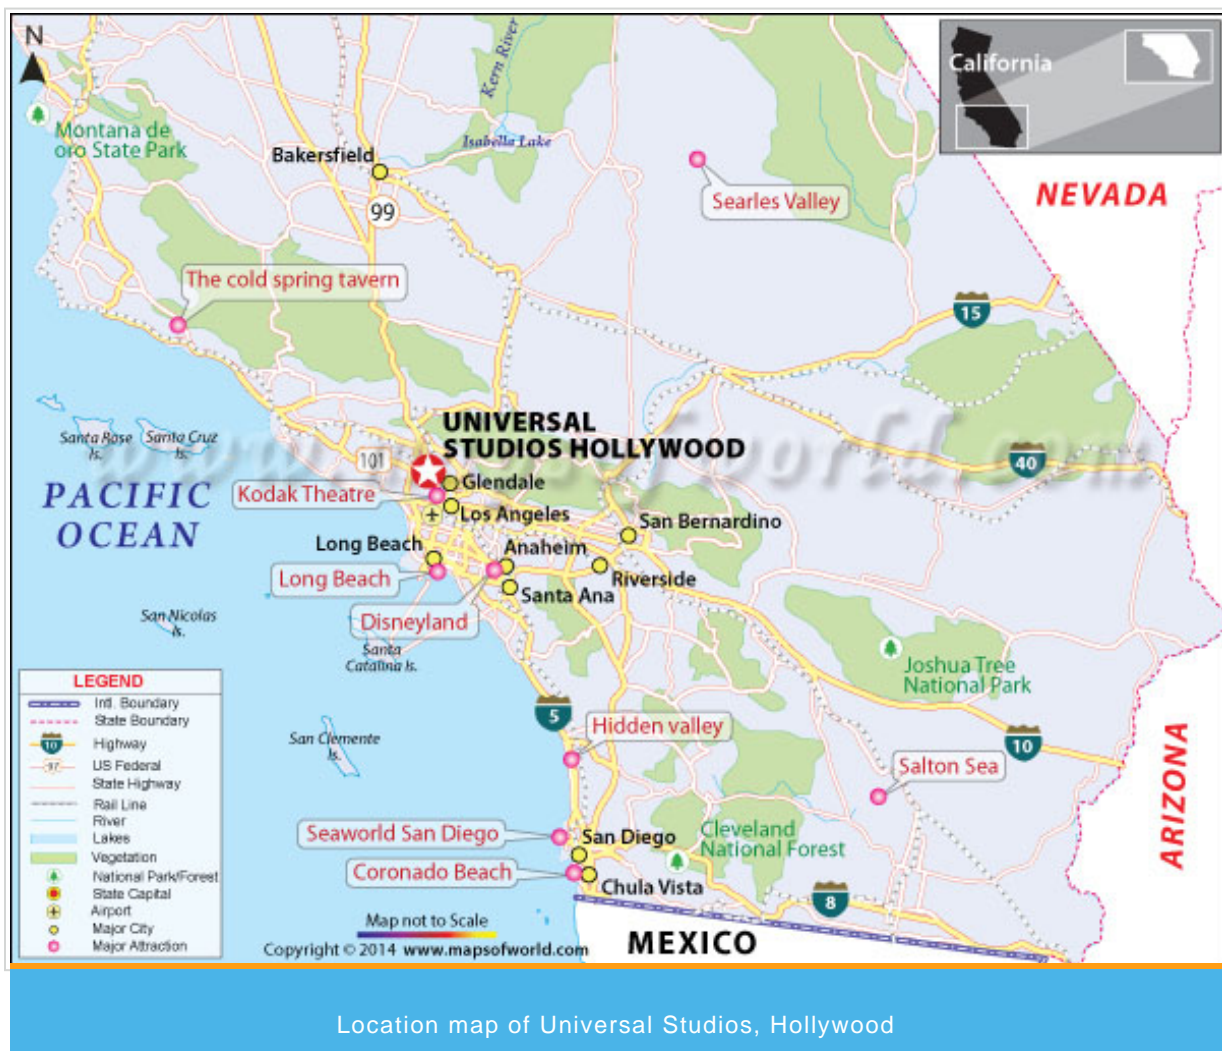 N
California
Montana de
oro State Park
Kern River
Isabella Lake
Bakersfield
99
Searles Valley
NEVADA
The cold spring tavern
15
UNIVERSAL
STUDIOS HOLLYWOOD
www.mapsofworld.com
Santa Rose
Is.
Santa Cruz
Is.
101
40
PACIFIC
OCEAN
Kodak Theatre
Glendale
Los Angeles
San Bernardino
Long Beach
Anaheim
Long Beach
Riverside
Santa Ana
Disneyland
San Nicolas
Is.
Santa
Catalina Is.
Joshua Tree
National Park
LEGEND
Intl. Boundary
State Boundary
10
Highway
97
US Federal
State Highway
Rail Line
River
Lakes
Vegetation
National Park/Forest
State Capital
Airport
Major City
Major Attraction
5
San Clemente
Is.
Hidden valley
10
Salton Sea
ARIZONA
Seaworld San Diego
San Diego
Cleveland
National Forest
Coronado Beach
Chula Vista
8
Map not to Scale
Copyright © 2014 www.mapsofworld.com
MEXICO
Location map of Universal Studios, Hollywood